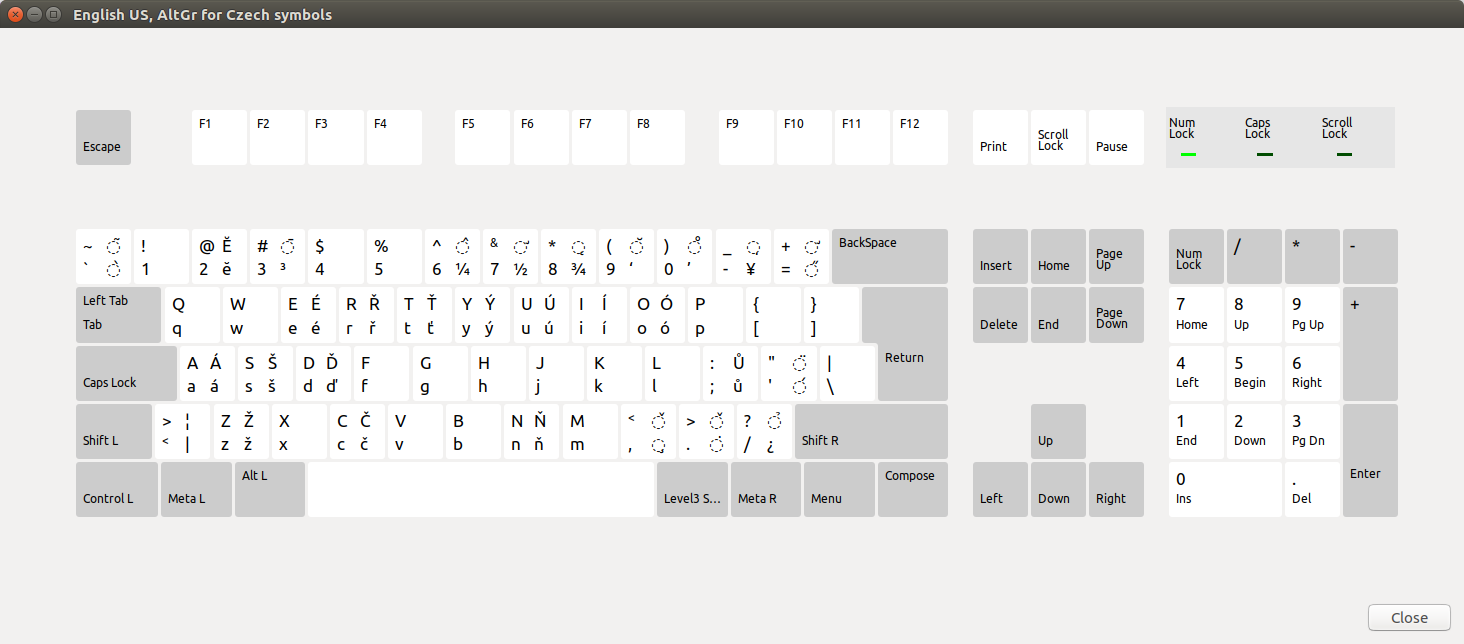 English US, AltGr for Czech symbols
Escape F1 F2 F3 F4 F5 F6 F7 F8 F9 F10 F11 F12 Print Scroll Lock Pause Num Lock Caps Lock Scroll Lock
~ ◌̃ ! @ Ě # ◌̄ $ % ^ ◌̂ & ◌̆ * ◌̨ ( ◌̆ ) ◌̊ _ ◌̣ + ◌̆ BackSpace Insert Home Page Up Num Lock / * -
` ◌̀ 1 2 ě 3 ³ 4 5 6 ¼ 7 ½ 8 ¾ 9 ‘ 0 ’ - ¥ = ◌̋
Left Tab Q W E É R Ř T Ť Y Ý U Ú I Í O Ó P { } Delete End Page Down 7 8 9 +
Tab q w e é r ř t ť y ý u ú i í o ó p [ ] Home Up Pg Up
Caps Lock A Á S Š D Ď F G H J K L : Ů " ◌̈ | Return 4 5 6
a á s š d ď f g h j k l ; ů ' ◌́ \ Left Begin Right
Shift L > ¦ Z Ž X C Č V B N Ň M < ◌̌ > ◌̌ ? ◌̉ Shift R Up 1 2 3 Enter
< | z ž x c č v b n ň m , ◌̦ . ◌̇ / ¿ End Down Pg Dn
Control L Meta L Alt L Level3 S... Meta R Menu Compose Left Down Right 0 .
Ins Del
Close